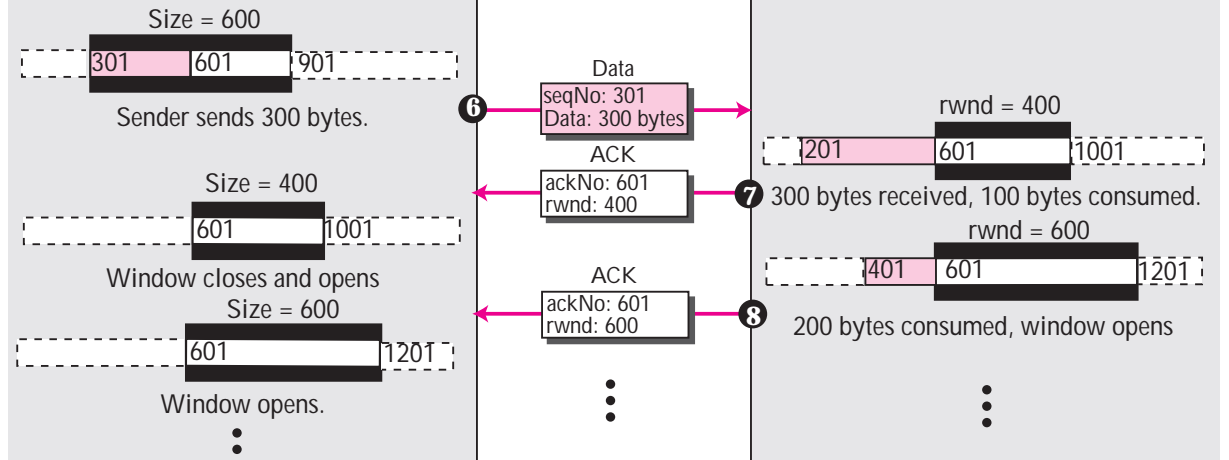 Size = 600
301 601 901
Sender sends 300 bytes.
Size = 400
601 1001
Window closes and opens
Size = 600
601 1201
Window opens.
Data
6
seqNo: 301
Data: 300 bytes
ACK
ackNo: 601
rwnd: 400
7
ACK
ackNo: 601
rwnd: 600
8
rwnd = 400
201 601 1001
300 bytes received, 100 bytes consumed.
rwnd = 600
401 601 1201
200 bytes consumed, window opens